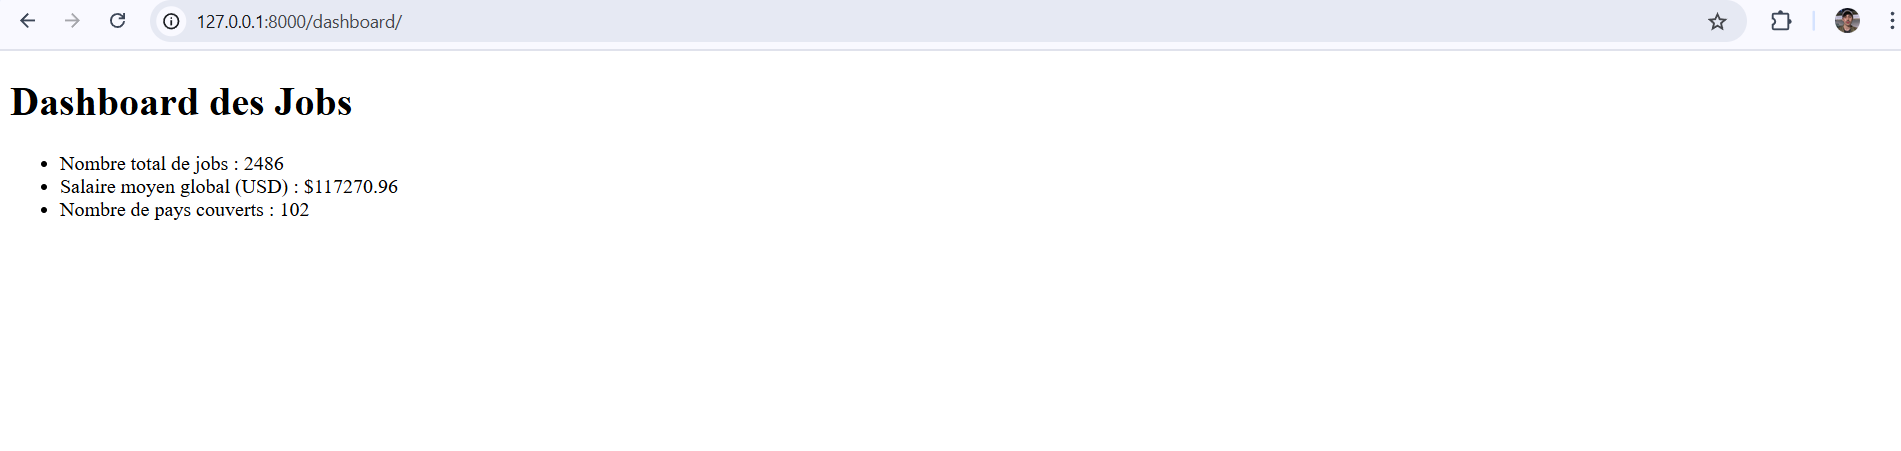 127.0.0.1:8000/dashboard/
Dashboard des Jobs
Nombre total de jobs : 2486
Salaire moyen global (USD) : $117270.96
Nombre de pays couverts : 102